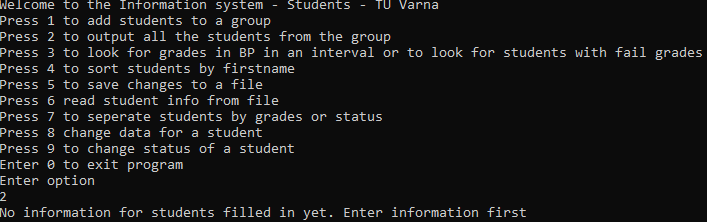 Welcome to the Information system - Students - TU Varna
Press 1 to add students to a group
Press 2 to output all the students from the group
Press 3 to look for grades in BP in an interval or to look for students with fail grades
Press 4 to sort students by firstname
Press 5 to save changes to a file
Press 6 read student info from file
Press 7 to seperate students by grades or status
Press 8 change data for a student
Press 9 to change status of a student
Enter 0 to exit program
Enter option
2
No information for students filled in yet. Enter information first